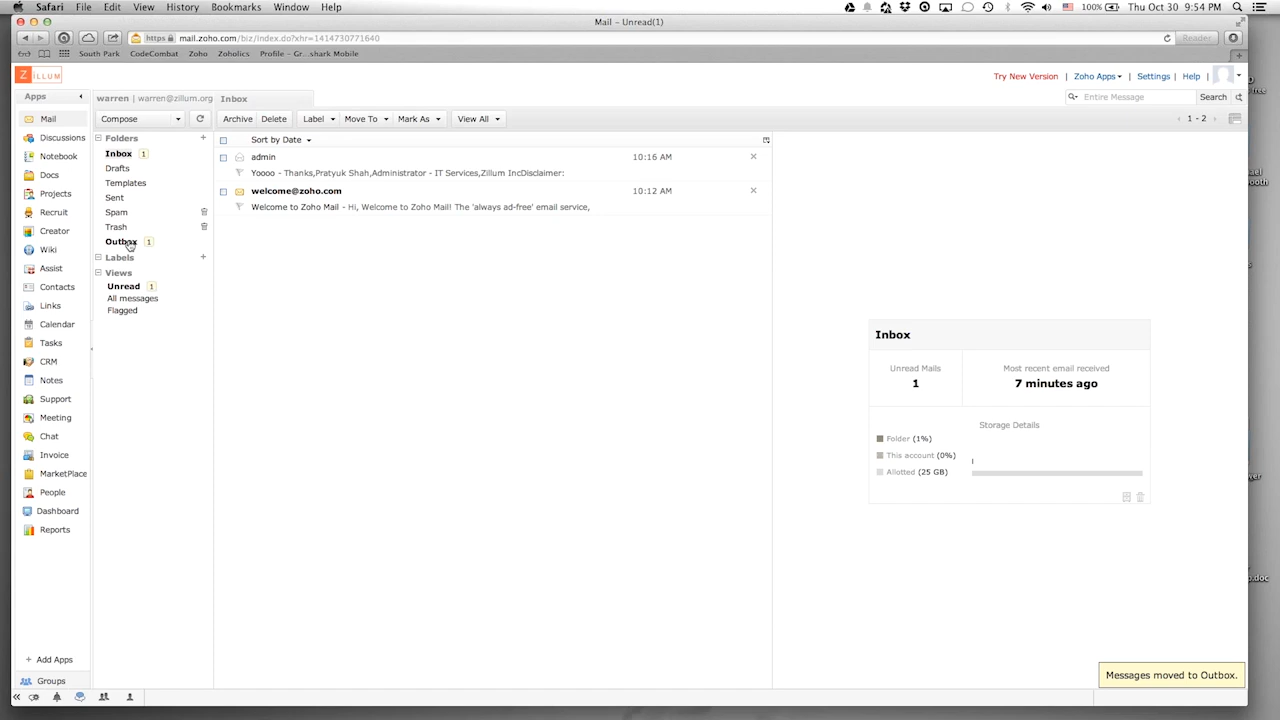 Safari File Edit View History Bookmarks Window Help
100% Thu Oct 30 9:54 PM
Mail – Unread(1)
https mail.zoho.com/biz/index.do?xhr=1414730771640
Reader
South Park CodeCombat Zoho Zoholics Profile – Gr...shark Mobile
ZILLUM
Try New Version | Zoho Apps | Settings | Help |
Apps
warren | warren@zillum.org
Inbox
Entire Message
Search
Mail
Compose
Archive Delete Label Move To Mark As View All
1 - 2
Discussions
Notebook
Docs
Projects
Recruit
Creator
Wiki
Assist
Contacts
Links
Calendar
Tasks
CRM
Notes
Support
Meeting
Chat
Invoice
MarketPlace
People
Dashboard
Reports
+ Add Apps
Groups
Folders +
Inbox 1
Drafts
Templates
Sent
Spam
Trash
Outbox 1
Labels +
Views
Unread 1
All messages
Flagged
Sort by Date
admin 10:16 AM
Yoooo - Thanks,Pratyuk Shah,Administrator - IT Services,Zillum IncDisclaimer:
welcome@zoho.com 10:12 AM
Welcome to Zoho Mail - Hi, Welcome to Zoho Mail! The 'always ad-free' email service,
Inbox
Unread Mails
1
Most recent email received
7 minutes ago
Storage Details
Folder (1%)
This account (0%)
Allotted (25 GB)
Messages moved to Outbox.